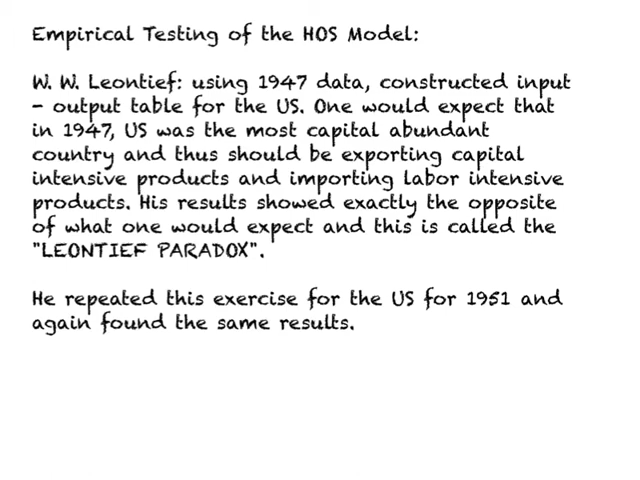 Empirical Testing of the HOS Model:
W. W. Leontief: using 1947 data, constructed input
- output table for the US. One would expect that
in 1947, US was the most capital abundant
country and thus should be exporting capital
intensive products and importing labor intensive
products. His results showed exactly the opposite
of what one would expect and this is called the
"LEONTIEF PARADOX".
He repeated this exercise for the US for 1951 and
again found the same results.